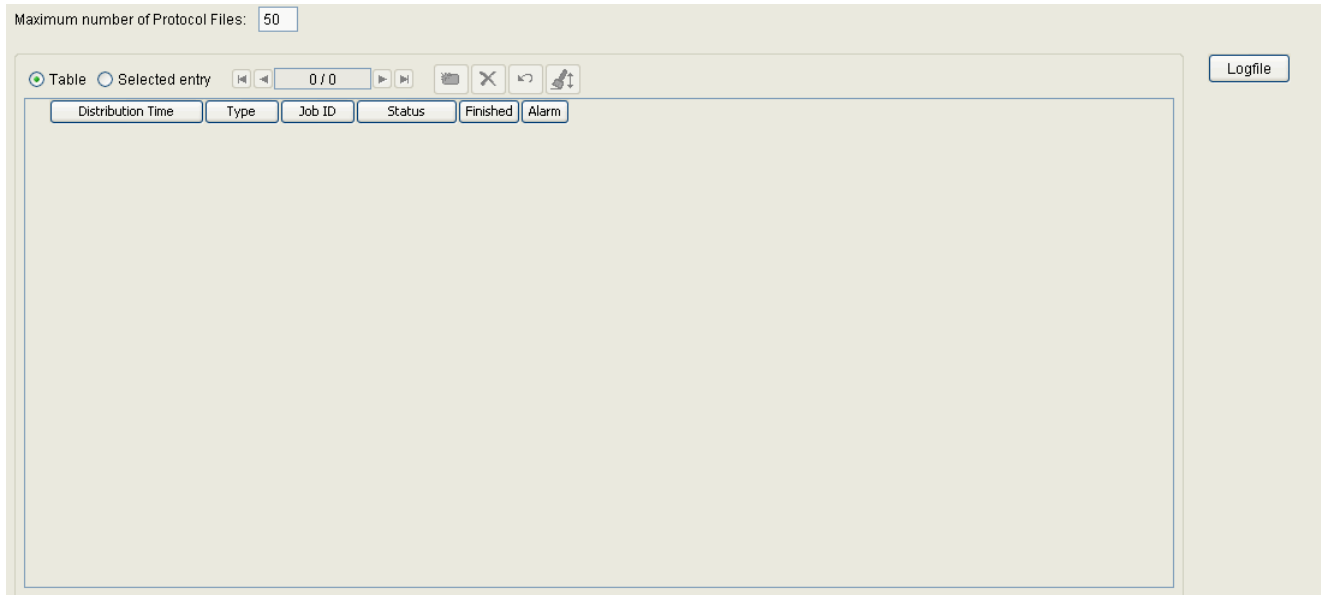 Maximum number of Protocol Files: 50
Logfile
Table Selected entry 0 / 0
Distribution Time Type Job ID Status Finished Alarm